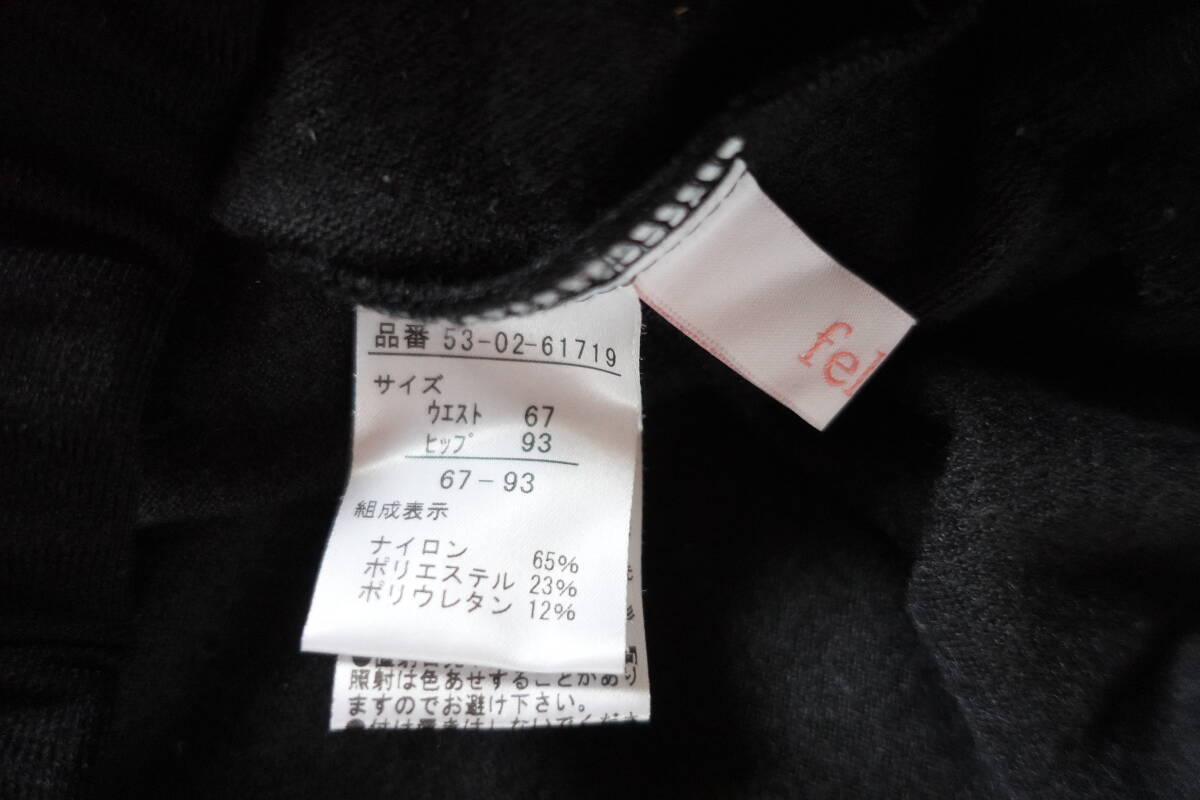 品番 53-02-61719
サイズ
ウエスト 67
ヒップ 93
67-93
組成表示
ナイロン 65%
ポリエステル 23%
ポリウレタン 12%
照射は色あせすることがあり
ますのでお避け下さい。
fel